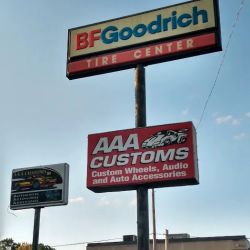 BFGoodrich
TIRE CENTER
AAA
CUSTOMS
Custom Wheels, Audio
and Auto Accessories